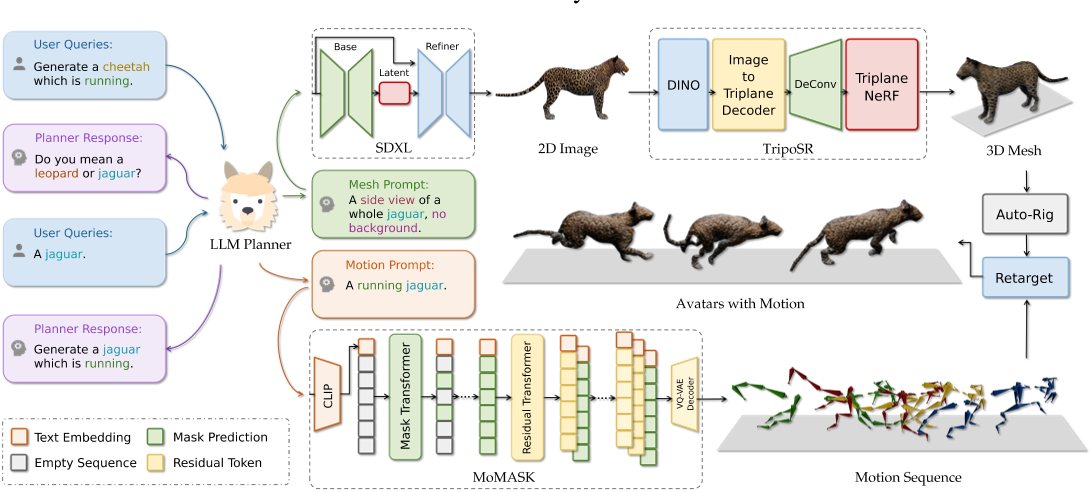 User Queries:
Generate a cheetah
which is running.
Planner Response:
Do you mean a
leopard or jaguar?
User Queries:
A jaguar.
Planner Response:
Generate a jaguar
which is running.
LLM Planner
Base
Refiner
Latent
SDXL
Mesh Prompt:
A side view of a
whole jaguar, no
background.
Motion Prompt:
A running jaguar.
2D Image
DINO
Image
to
Triplane
Decoder
DeConv
Triplane
NeRF
TripoSR
3D Mesh
Auto-Rig
Retarget
Avatars with Motion
CLIP
Mask Transformer
Residual Transformer
VQ-VAE
Decoder
MoMASK
Motion Sequence
Text Embedding
Mask Prediction
Empty Sequence
Residual Token